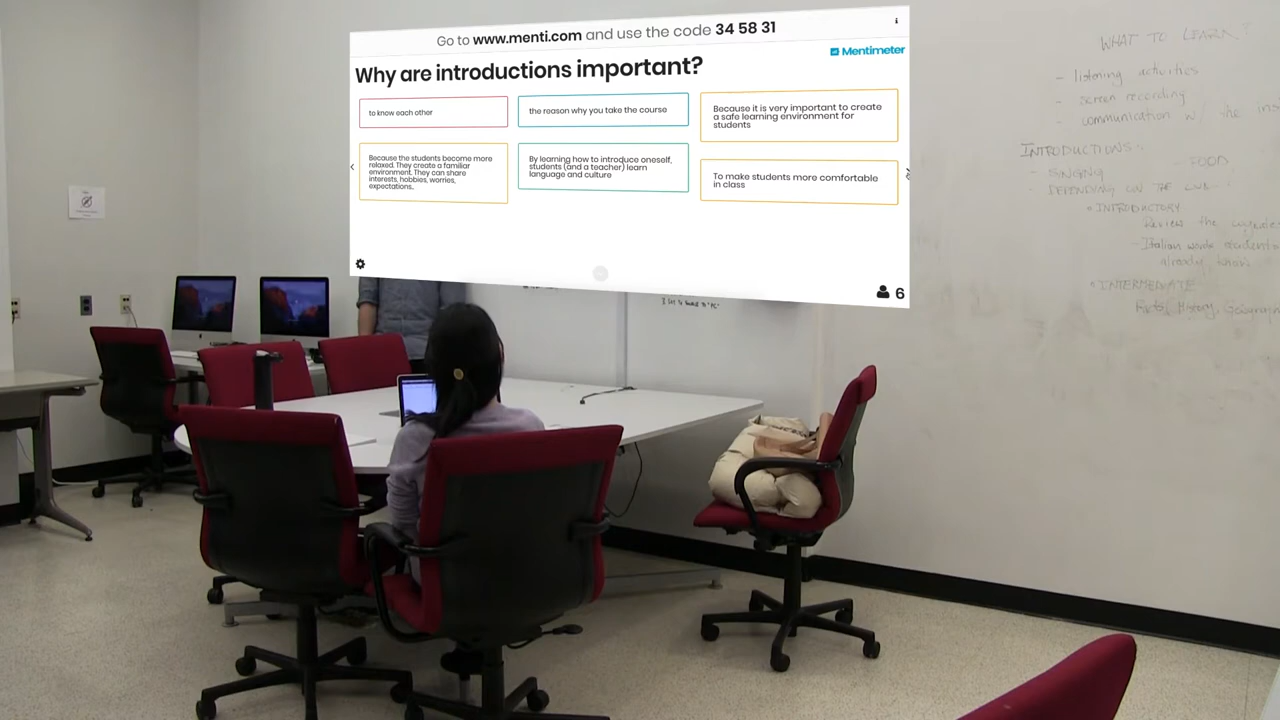 Go to www.menti.com and use the code 34 58 31
Mentimeter
Why are introductions important?
to know each other
the reason why you take the course
Because it is very important to create
a safe learning environment for
students
Because the students become more
relaxed. They create a familiar
environment. They can share
interests, hobbies, worries,
expectations..
By learning how to introduce oneself,
students (and a teacher) learn
language and culture
To make students more comfortable
in class
6
WHAT TO LEARN?
- listening activities
- screen recording
- communication w/ the
INTRODUCTIONS:
- FOOD
- SINGING
- DEPENDING ON THE
* INTRODUCTORY
Review the
- Italian words
already know
* INTERMEDIATE
History,